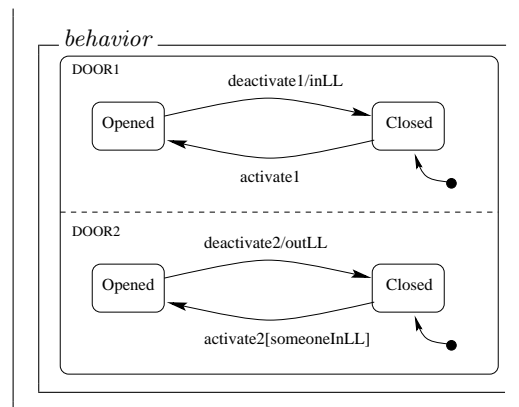 behavior
DOOR1
deactivate1/inLL
Opened
Closed
activate1
DOOR2
deactivate2/outLL
Opened
Closed
activate2[someoneInLL]